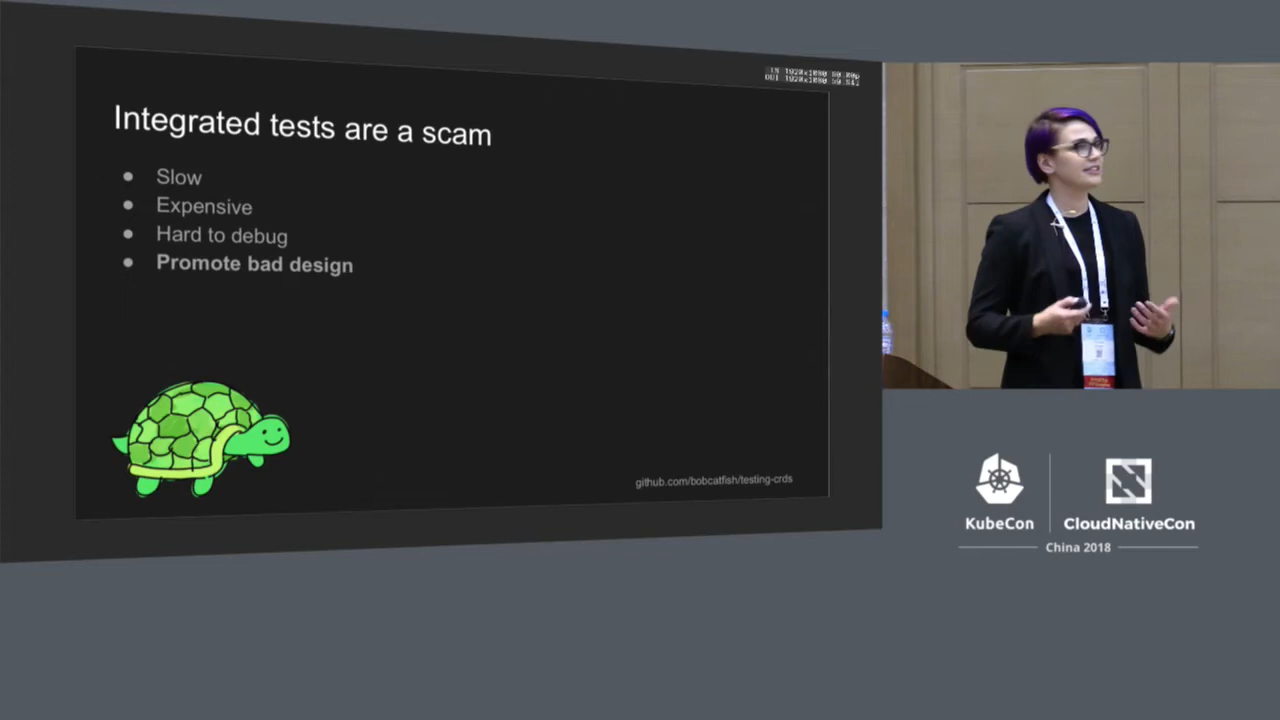 Integrated tests are a scam
Slow
Expensive
Hard to debug
Promote bad design
github.com/bobcatfish/testing-crds
KubeCon
CloudNativeCon
China 2018